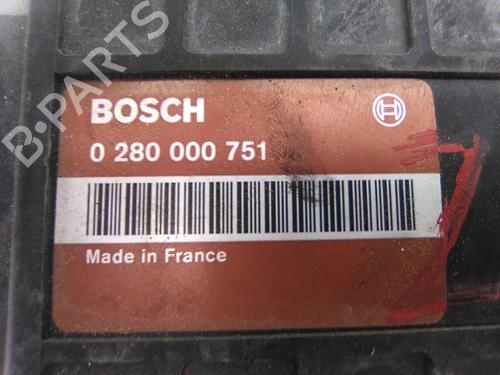 B-PARTS
BOSCH
0 280 000 751
Made in France